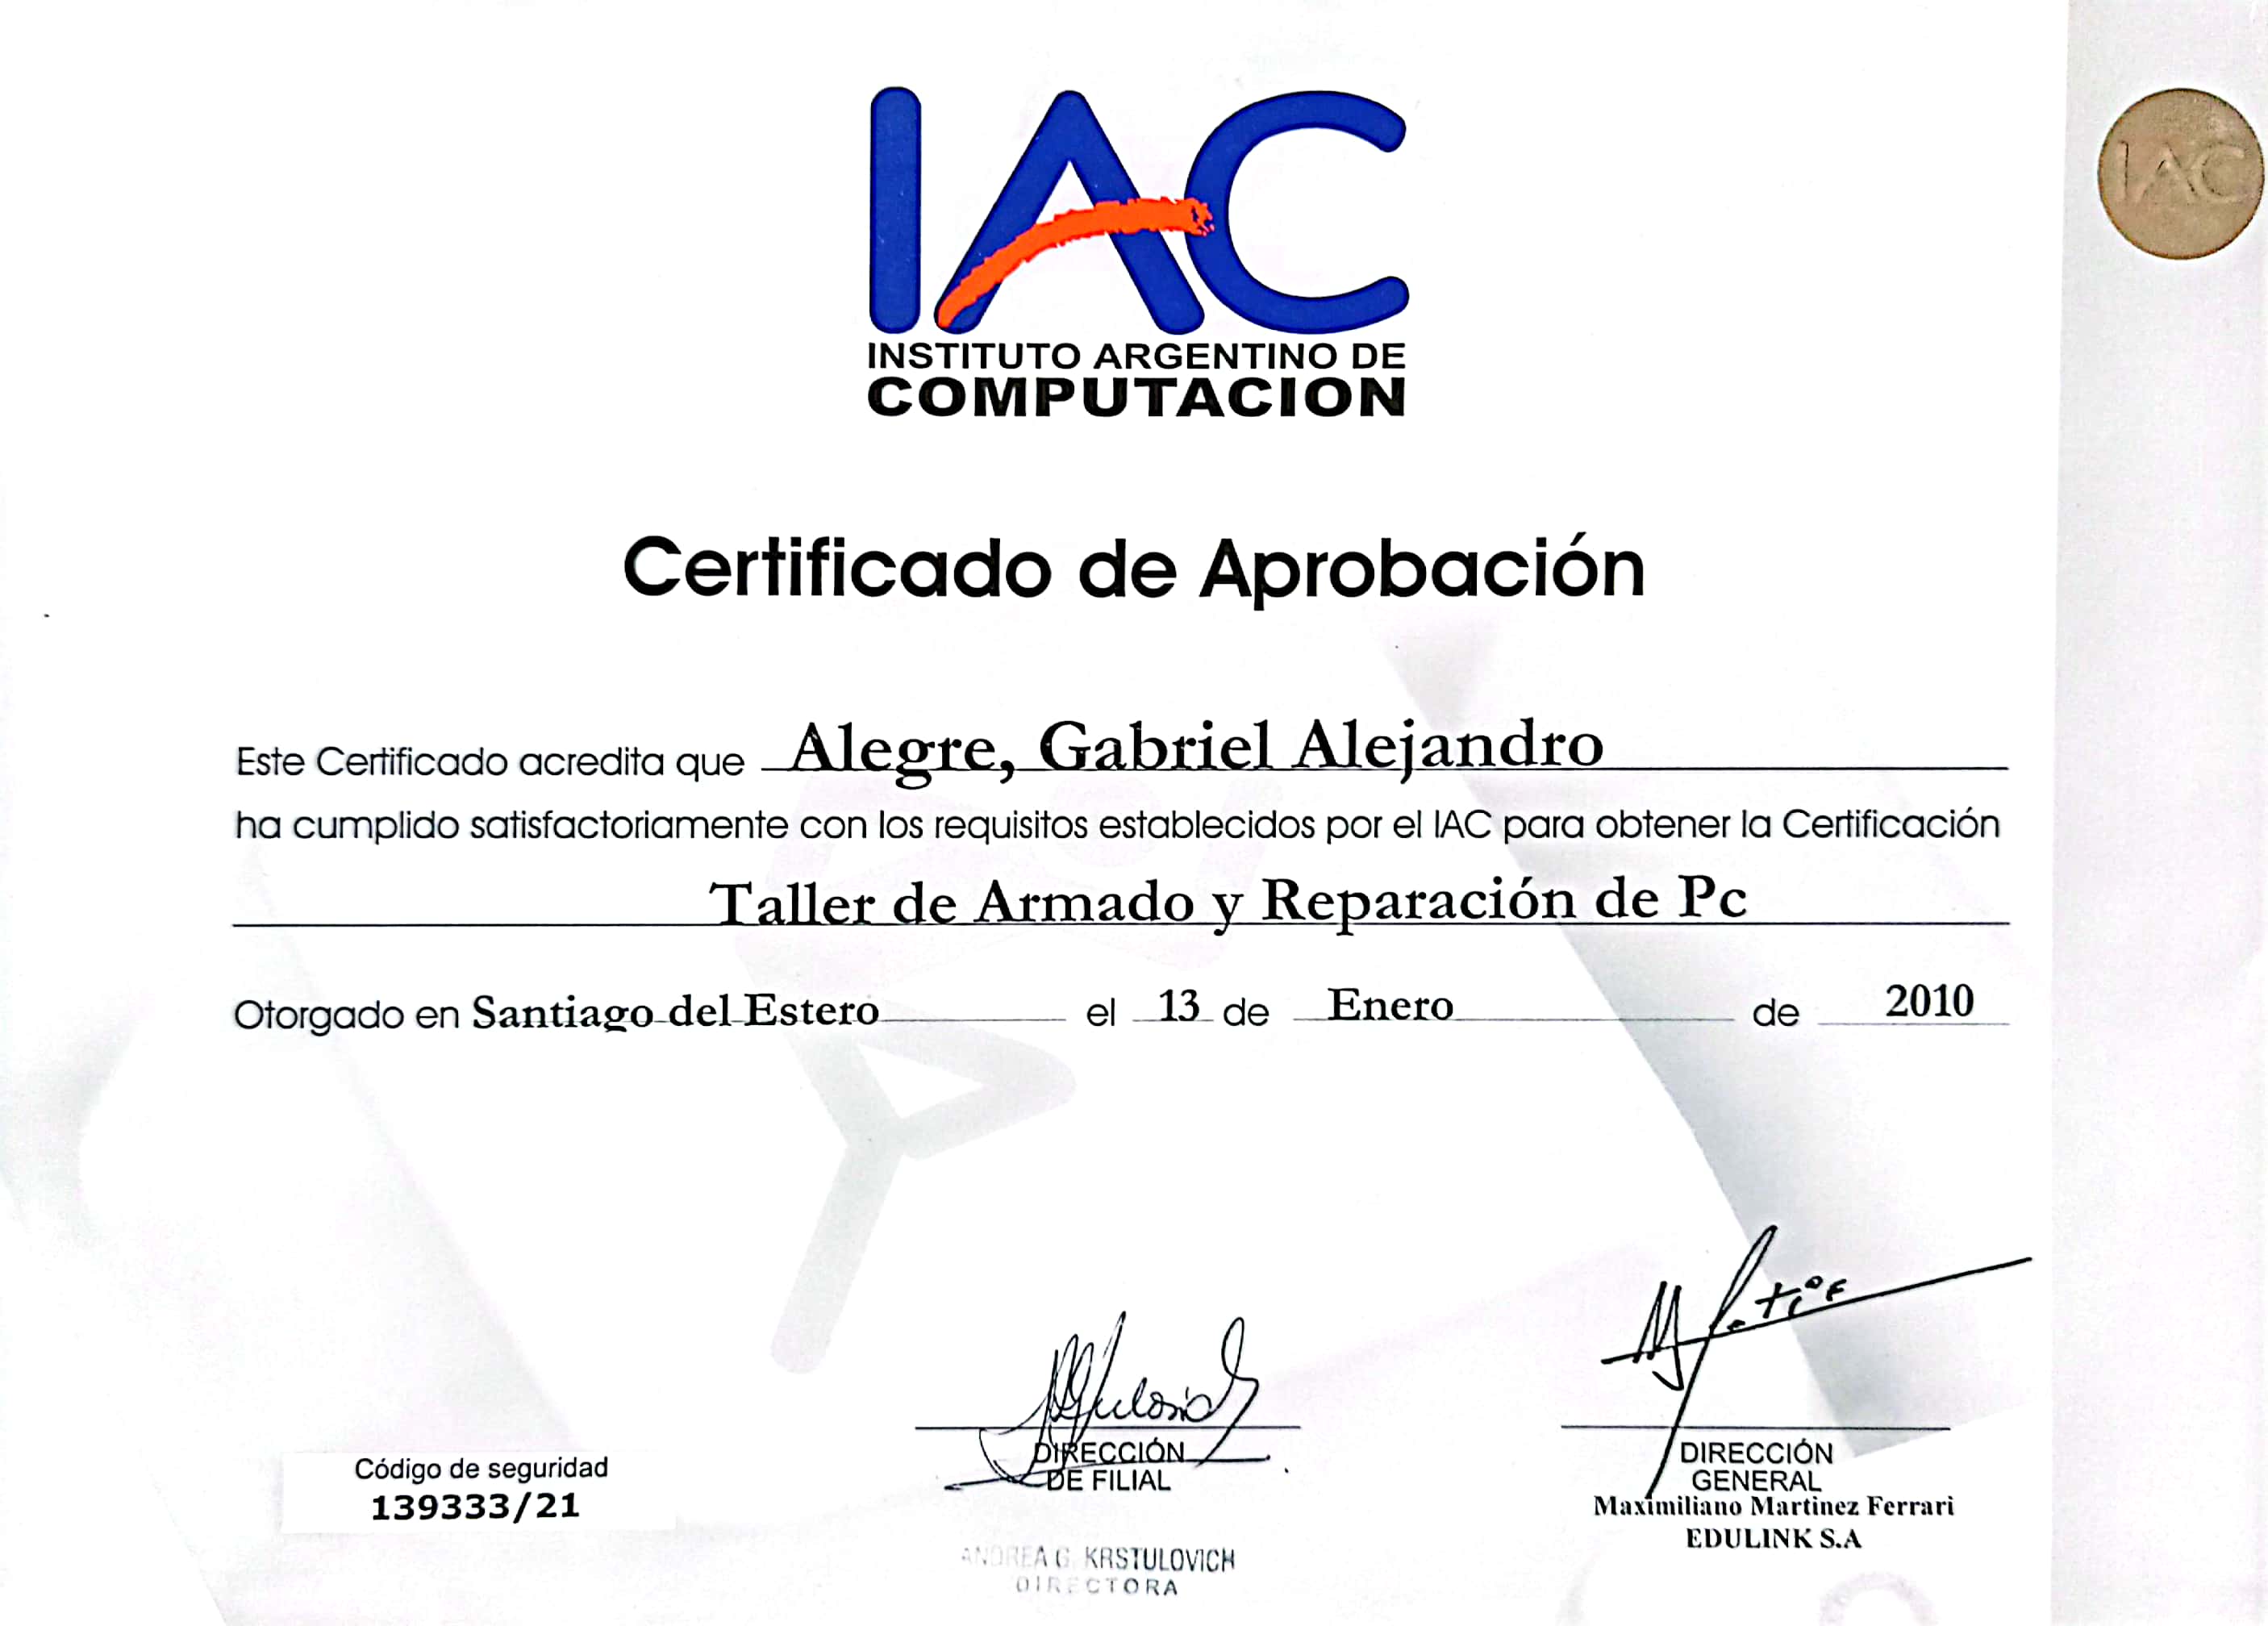 IAC
INSTITUTO ARGENTINO DE
COMPUTACION
IAC
Certificado de Aprobación
Este Certificado acredita que Alegre, Gabriel Alejandro
ha cumplido satisfactoriamente con los requisitos establecidos por el IAC para obtener la Certificación
Taller de Armado y Reparación de Pc
Otorgado en Santiago del Estero el 13 de Enero de 2010
Código de seguridad
139333/21
DIRECCIÓN
DE FILIAL
ANDREA G. KRSTULOVICH
DIRECTORA
DIRECCIÓN
GENERAL
Maximiliano Martinez Ferrari
EDULINK S.A